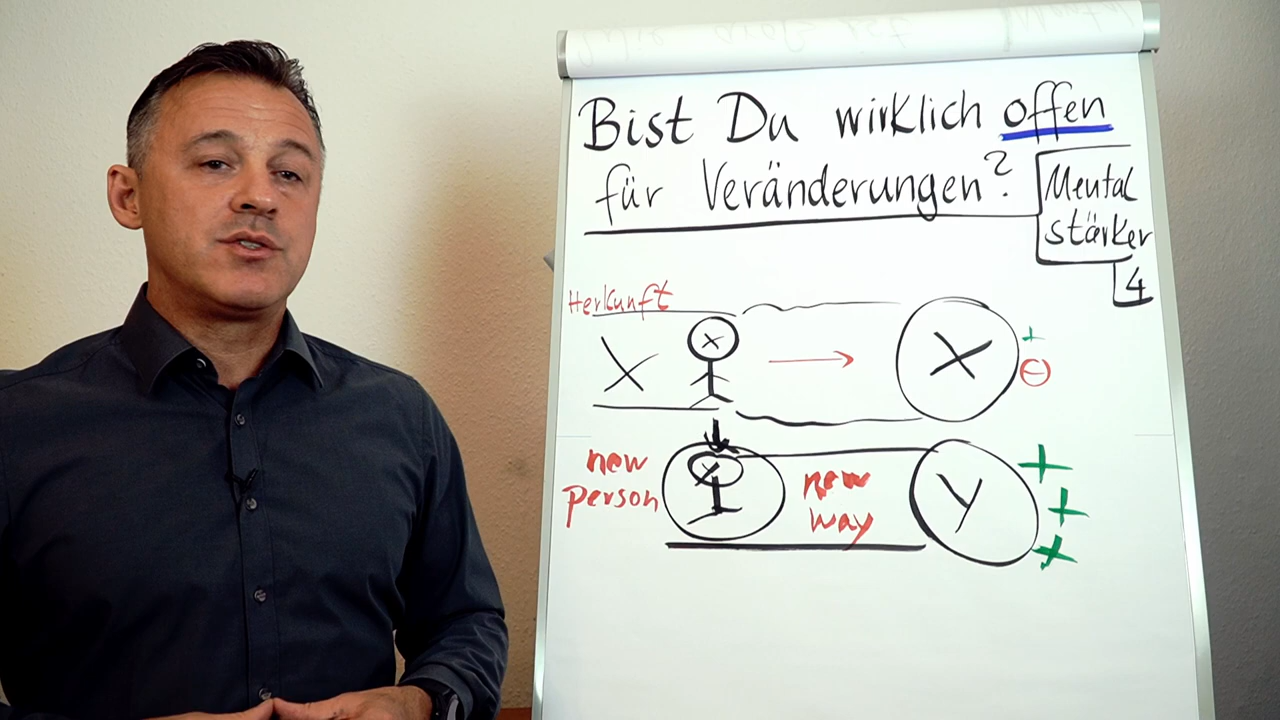 Bist Du wirklich offen
für Veränderungen?
Mental
stärker
4
Herkunft
X
X
→
X
+
⊖
new
person
X
new
way
Y
+
+
+